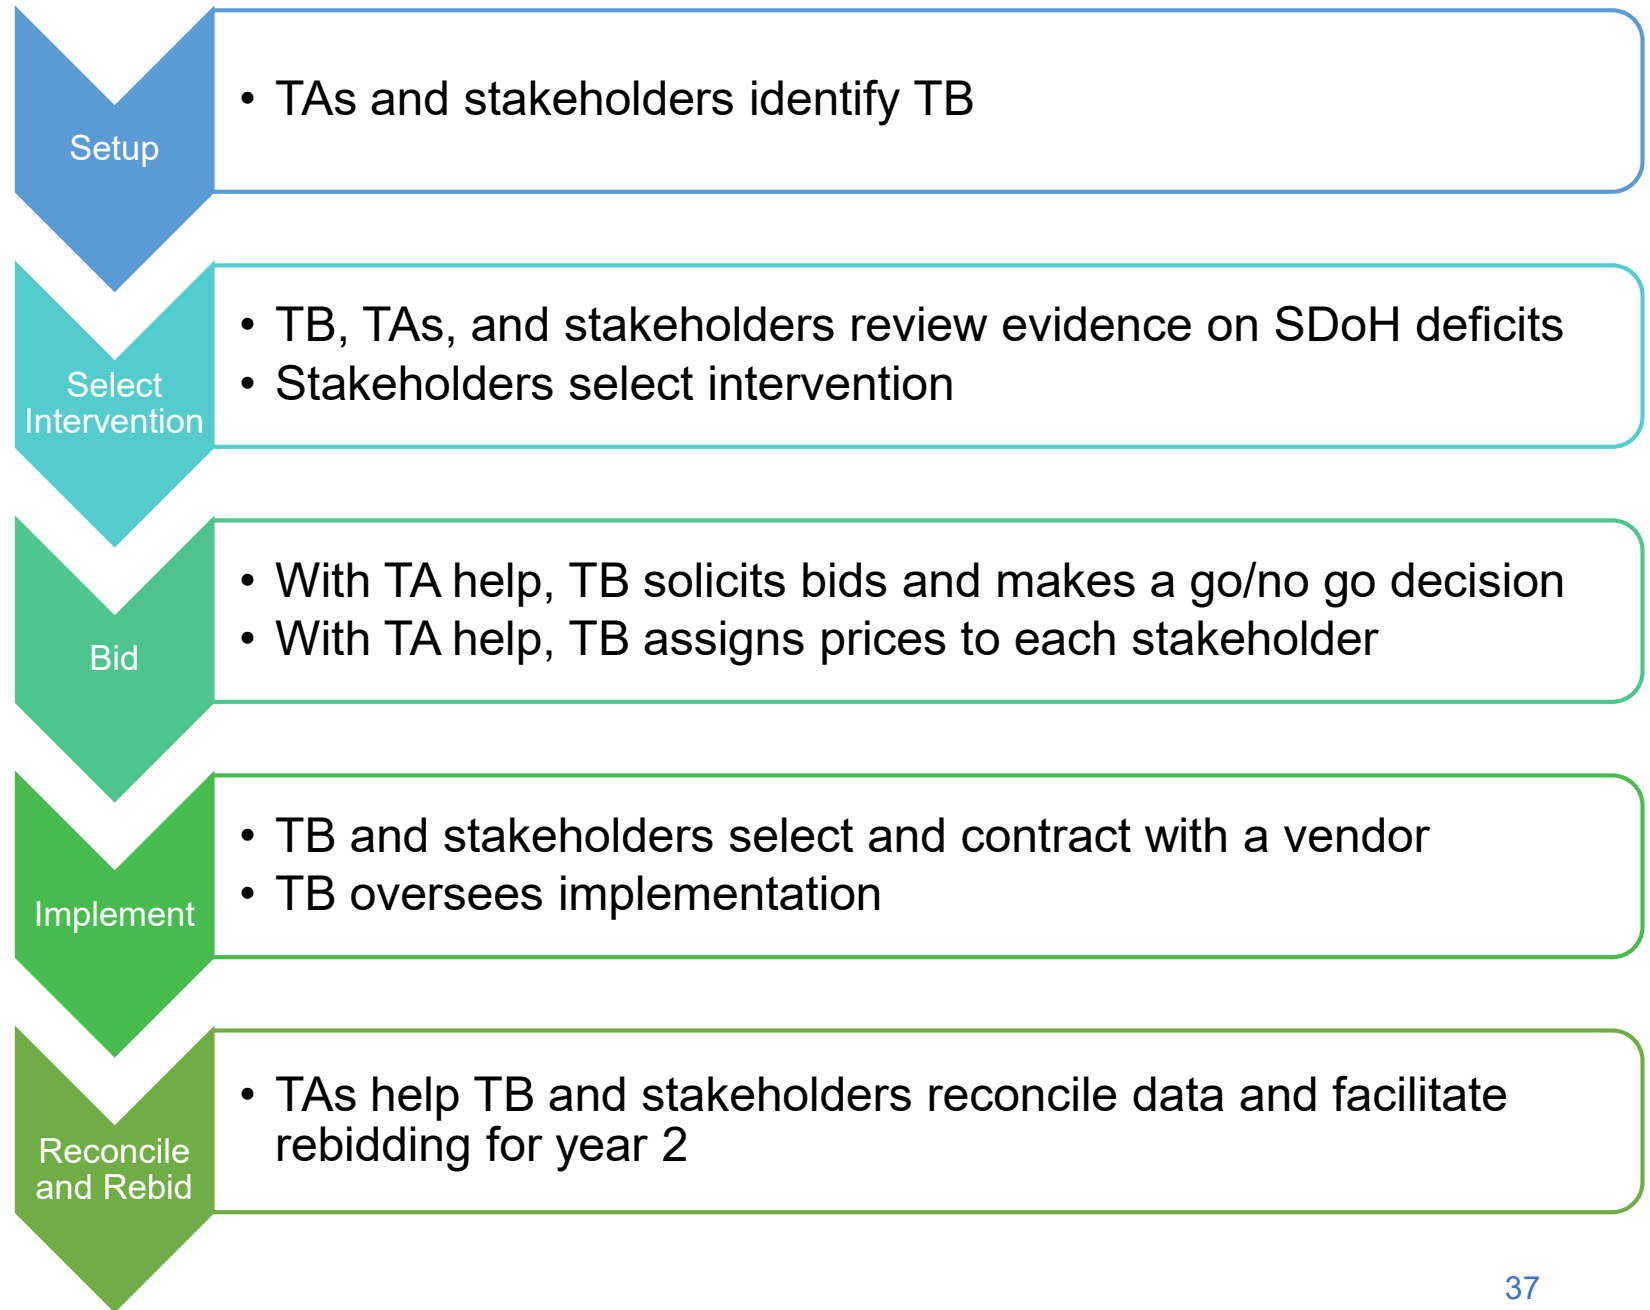 Setup
• TAs and stakeholders identify TB
Select
Intervention
• TB, TAs, and stakeholders review evidence on SDoH deficits
• Stakeholders select intervention
Bid
• With TA help, TB solicits bids and makes a go/no go decision
• With TA help, TB assigns prices to each stakeholder
Implement
• TB and stakeholders select and contract with a vendor
• TB oversees implementation
Reconcile
and Rebid
• TAs help TB and stakeholders reconcile data and facilitate
rebidding for year 2
37